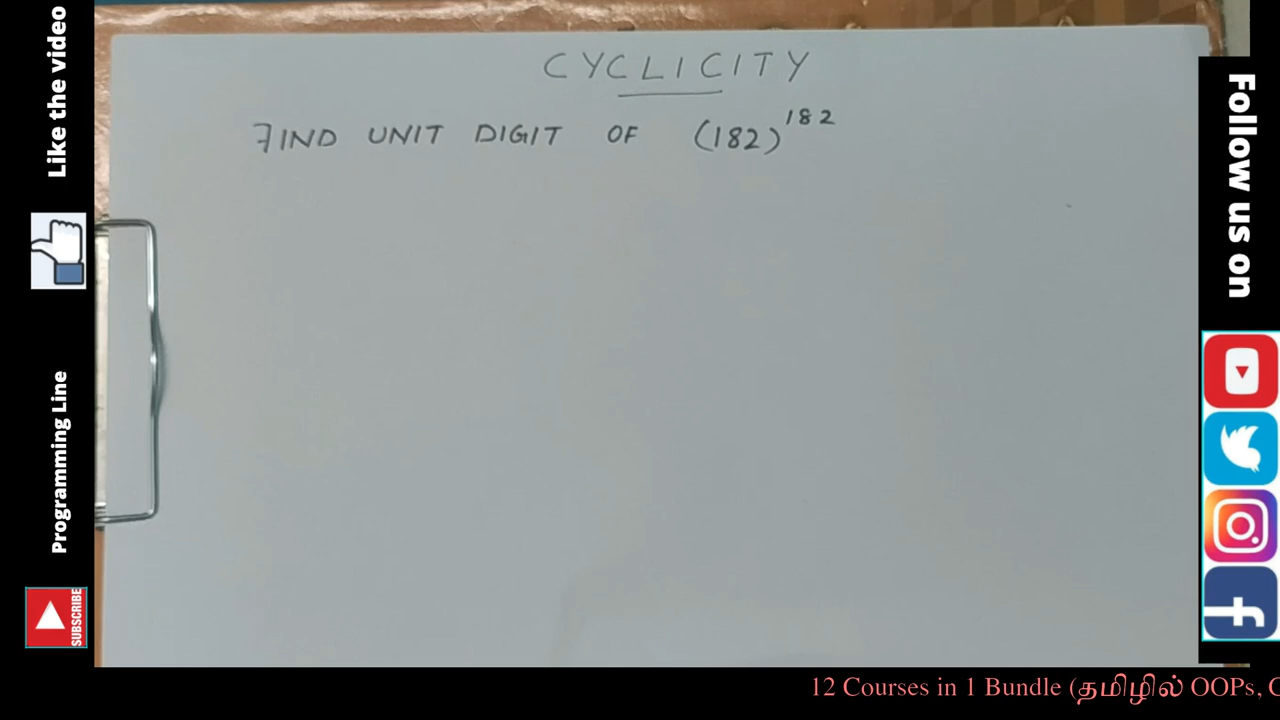 CYCLICITY
FIND UNIT DIGIT OF (182)^182
Like the video
Programming Line
SUBSCRIBE
Follow us on
12 Courses in 1 Bundle (தமிழில் OOPs, C